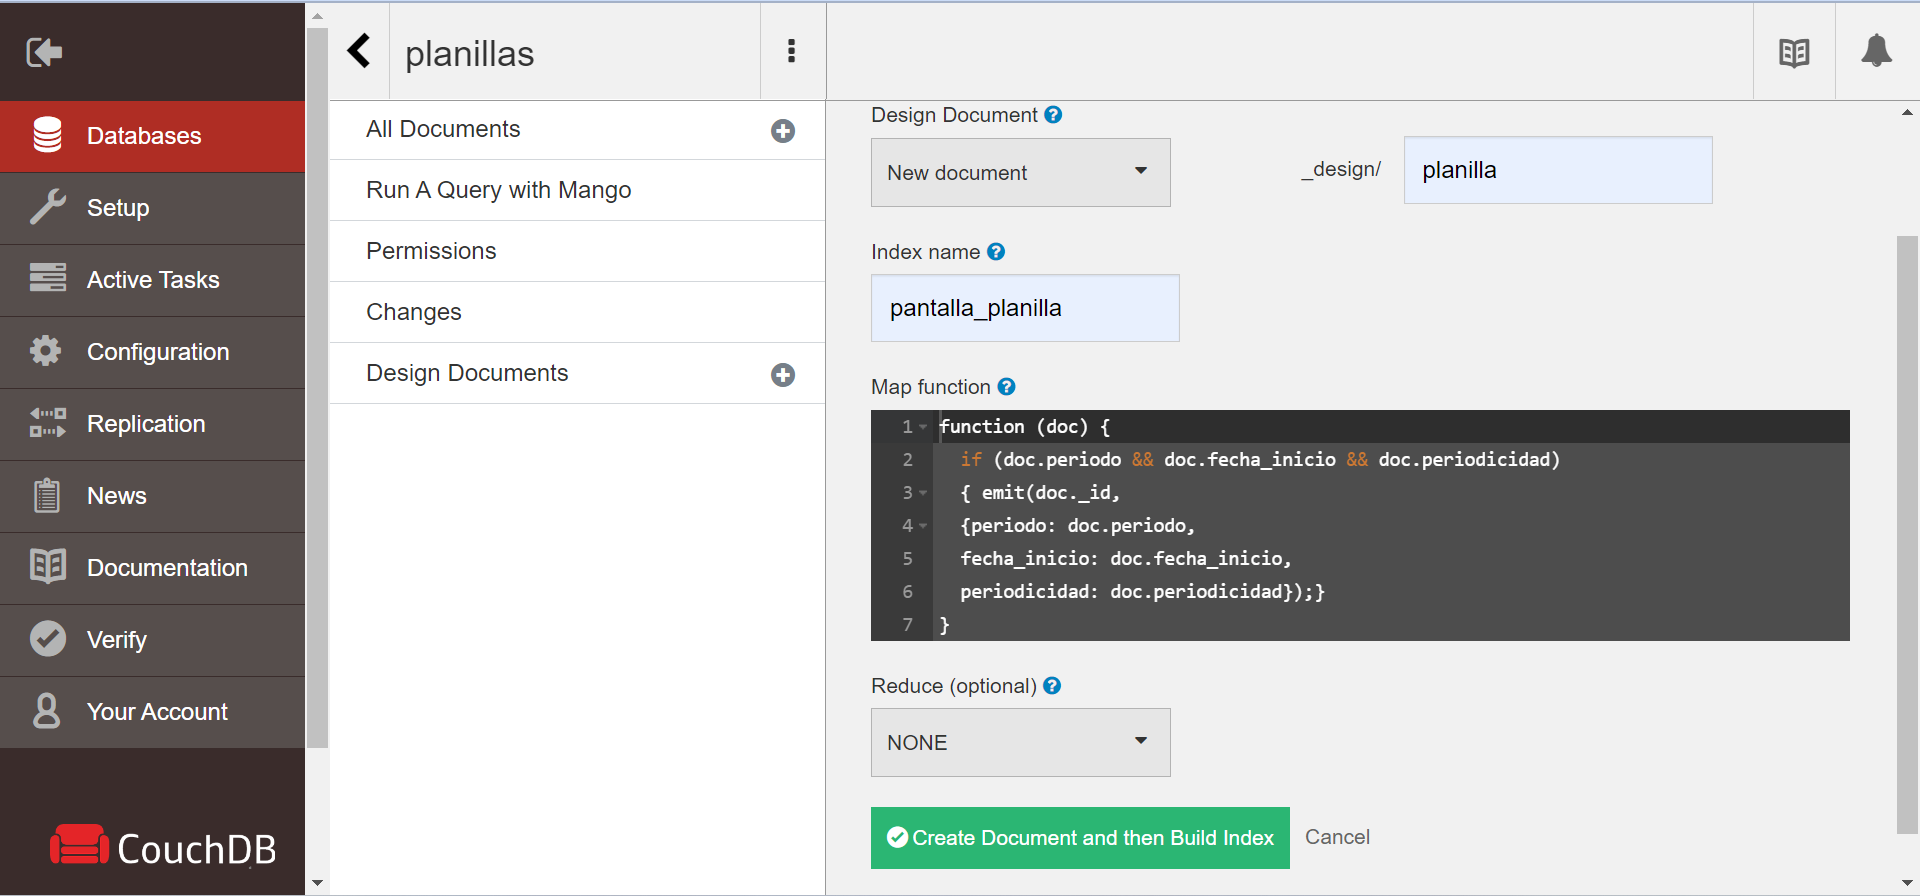 Databases
Setup
Active Tasks
Configuration
Replication
News
Documentation
Verify
Your Account
CouchDB
planillas
All Documents
Run A Query with Mango
Permissions
Changes
Design Documents
Design Document
New document
_design/
planilla
Index name
pantalla_planilla
Map function
1 function (doc) {
2   if (doc.periodo && doc.fecha_inicio && doc.periodicidad)
3   { emit(doc._id,
4   {periodo: doc.periodo,
5   fecha_inicio: doc.fecha_inicio,
6   periodicidad: doc.periodicidad});}
7 }
Reduce (optional)
NONE
Create Document and then Build Index
Cancel